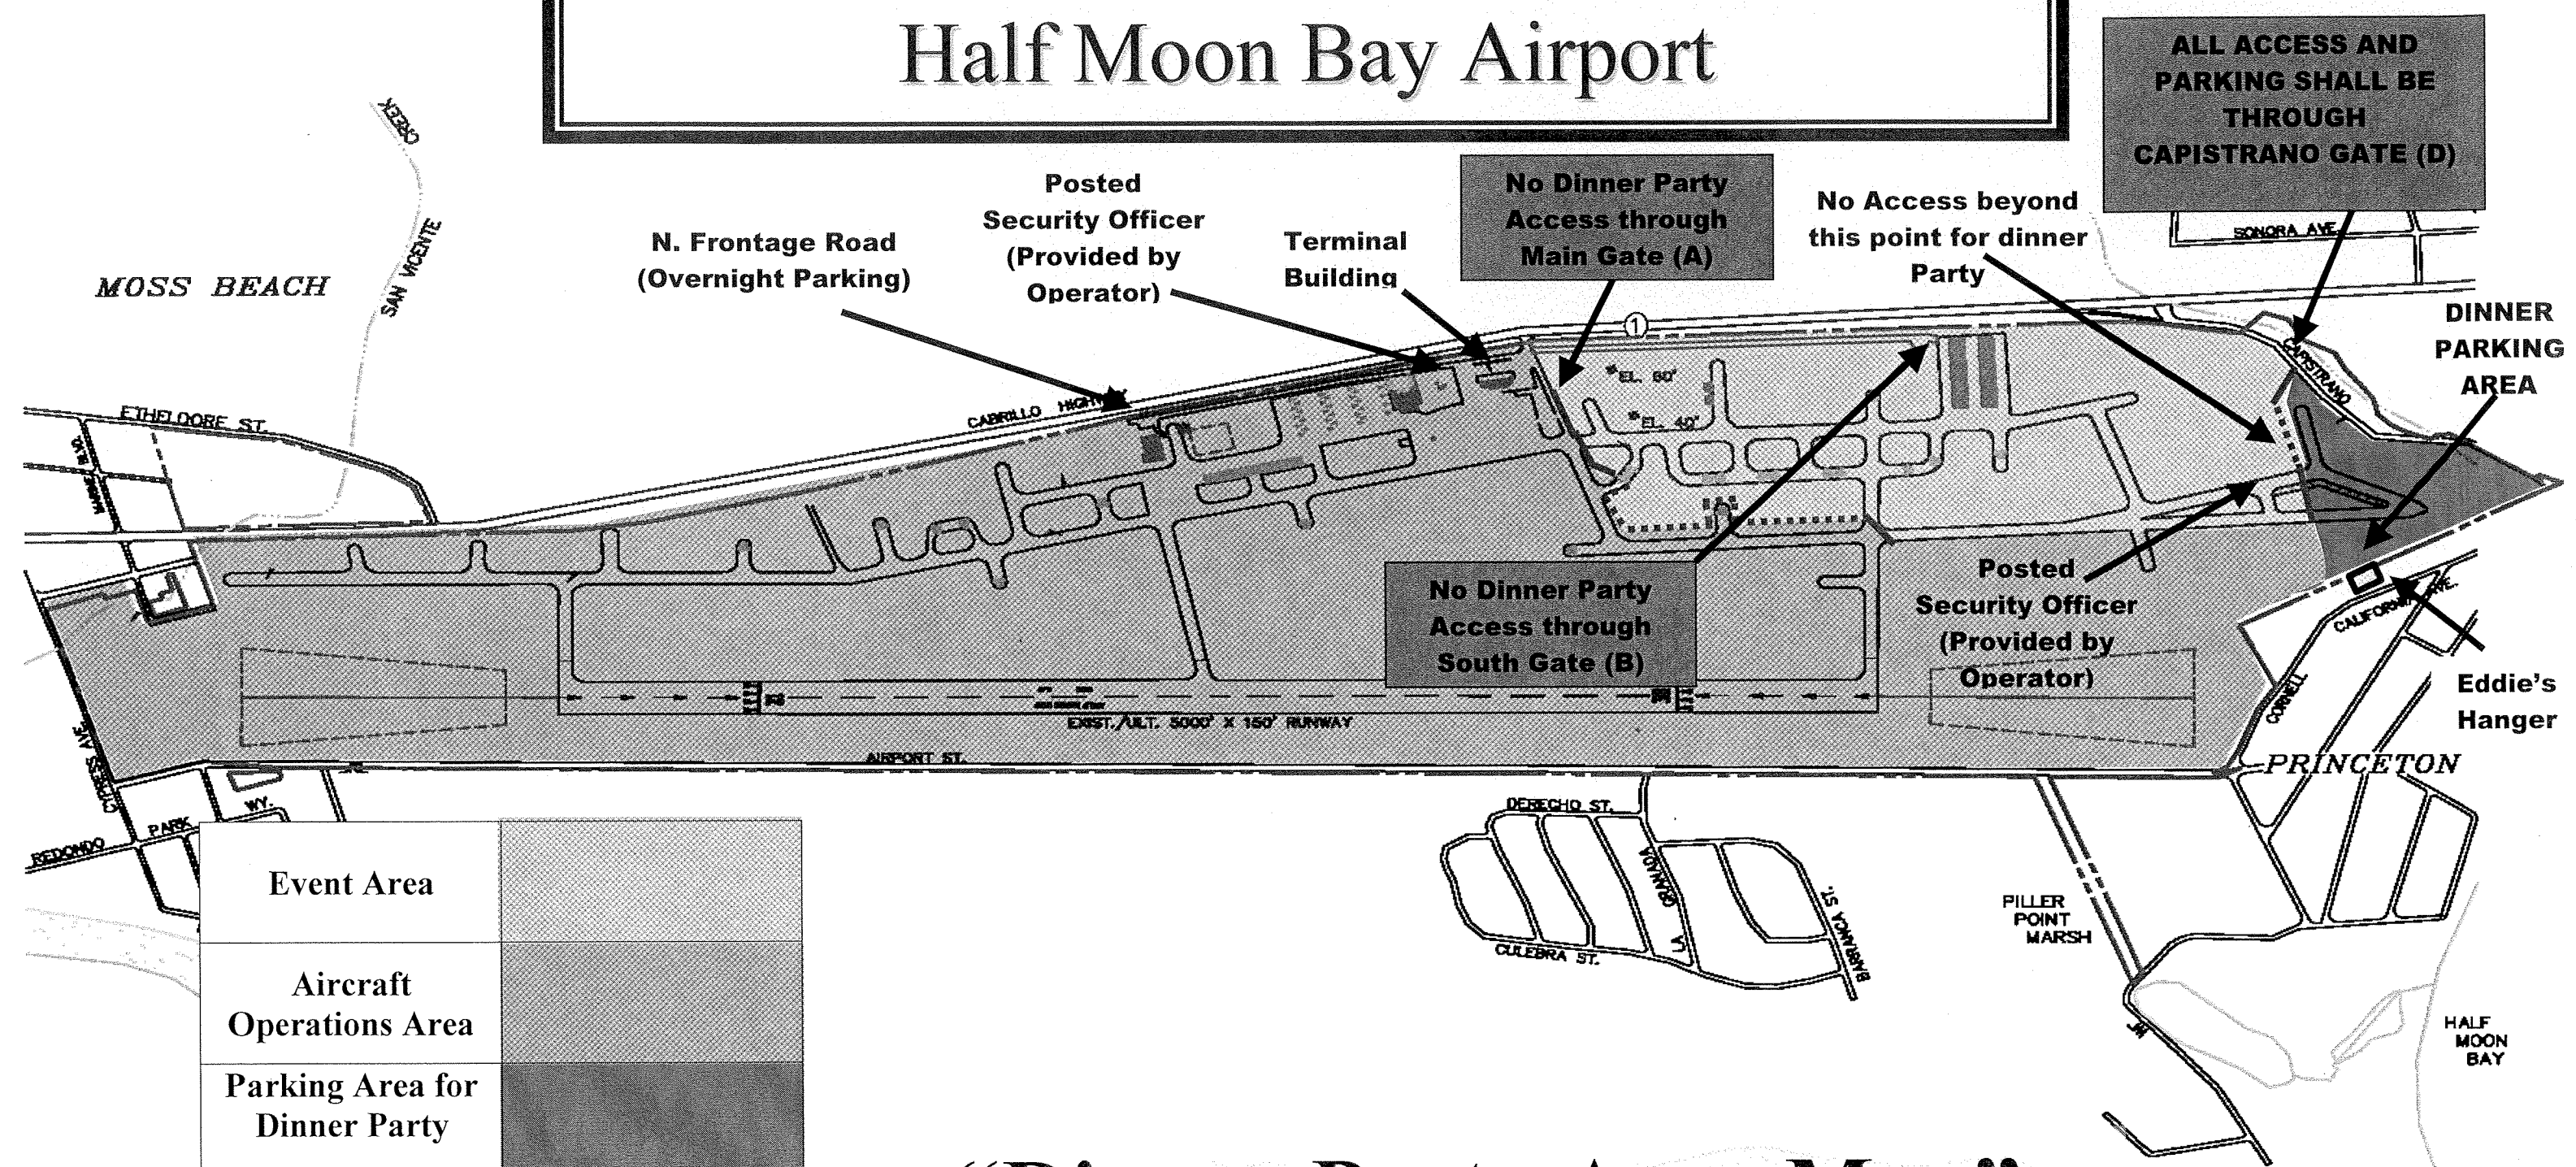 Half Moon Bay Airport
ALL ACCESS AND
PARKING SHALL BE
THROUGH
CAPISTRANO GATE (D)
CREEK
SAN VICENTE
MOSS BEACH
N. Frontage Road
(Overnight Parking)
Posted
Security Officer
(Provided by
Operator)
Terminal
Building
No Dinner Party
Access through
Main Gate (A)
No Access beyond
this point for dinner
Party
SONORA AVE.
DINNER
PARKING
AREA
1
CAPISTRANO
EL. 60'
EL. 40'
CABRILLO HIGHWAY
ETHELDORE ST.
BLVD.
No Dinner Party
Access through
South Gate (B)
Posted
Security Officer
(Provided by
Operator)
CALIFORNIA AVE.
Eddie's
Hanger
CORNELL
EXIST./ULT. 5000' X 150' RUNWAY
AIRPORT ST.
PRINCETON
CYPRESS AVE.
REDONDO
PARK
WY.
DERECHO ST.
LA GRANADA
BARRANCA ST.
CULEBRA ST.
PILLER
POINT
MARSH
HALF
MOON
BAY
Event Area
Aircraft
Operations Area
Parking Area for
Dinner Party